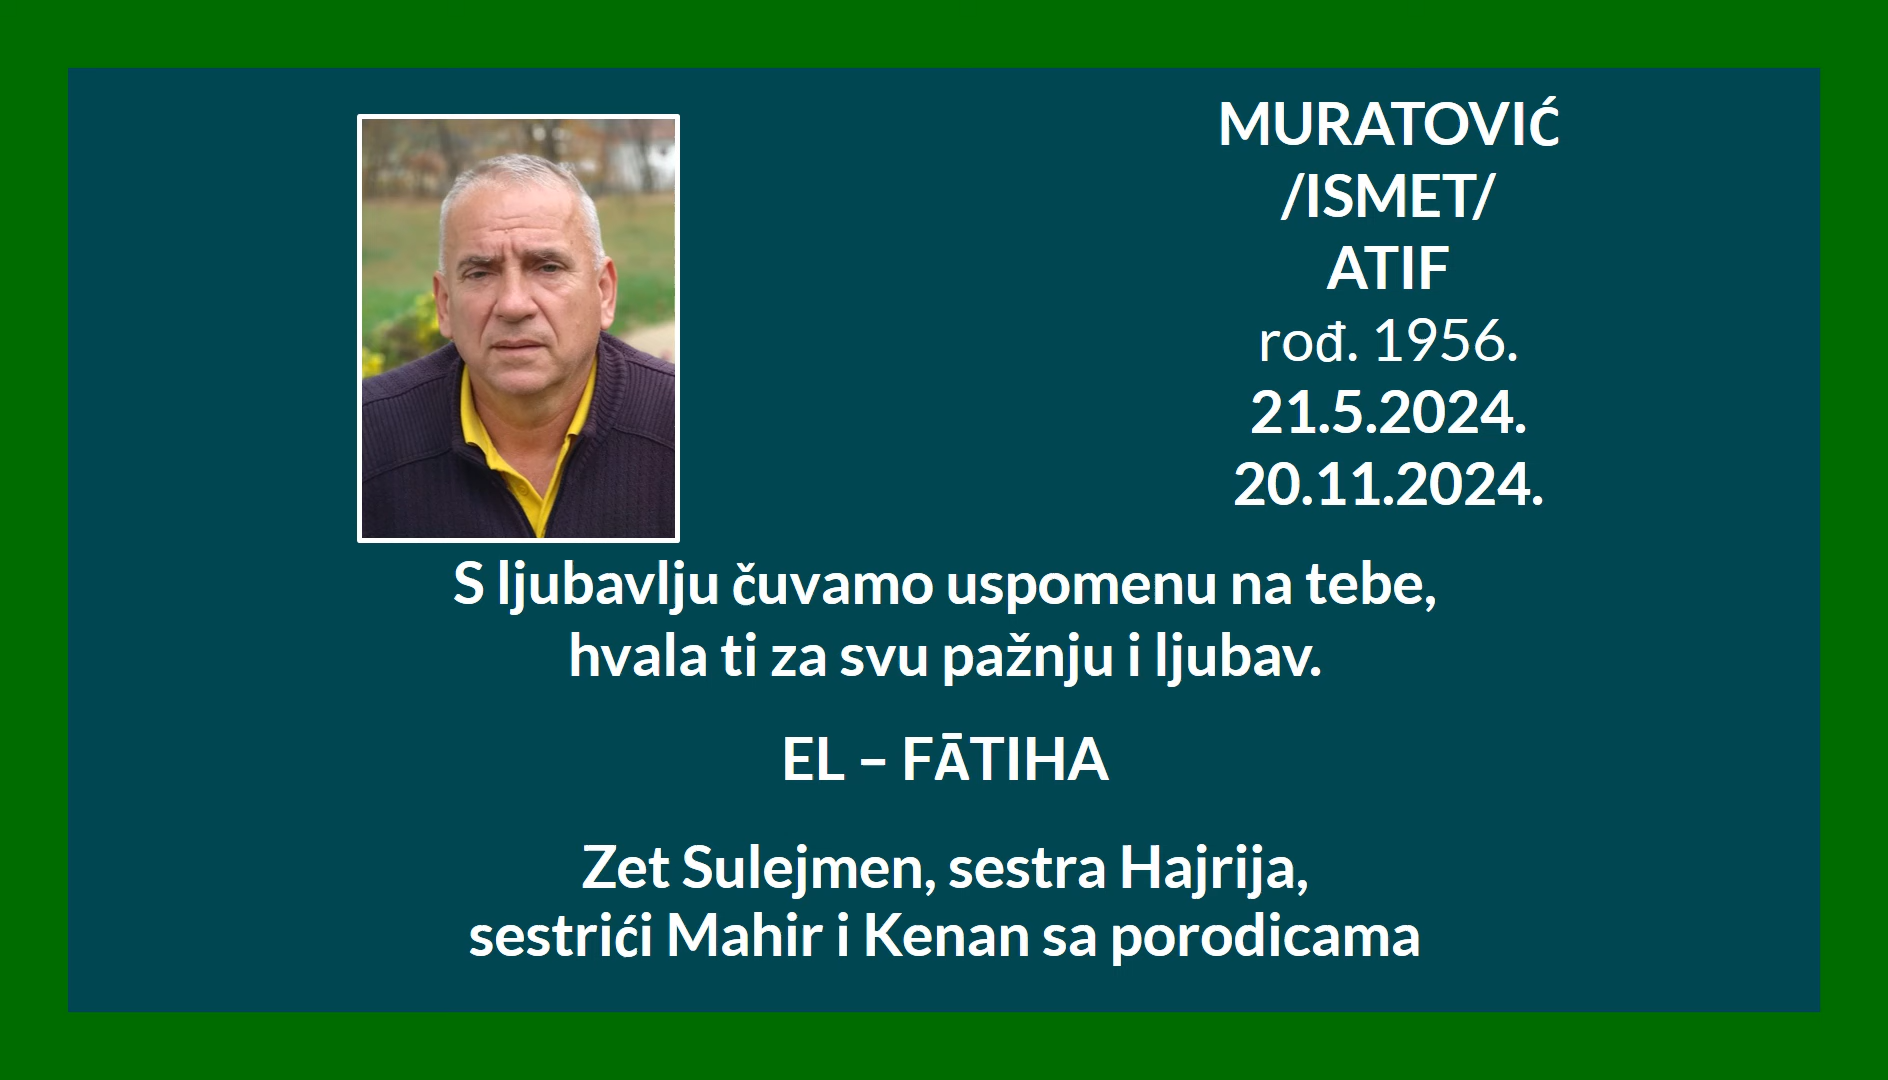 MURATOVIĆ
/ISMET/
ATIF
rođ. 1956.
21.5.2024.
20.11.2024.
S ljubavlju čuvamo uspomenu na tebe,
hvala ti za svu pažnju i ljubav.
EL – FĀTIHA
Zet Sulejmen, sestra Hajrija,
sestrići Mahir i Kenan sa porodicama